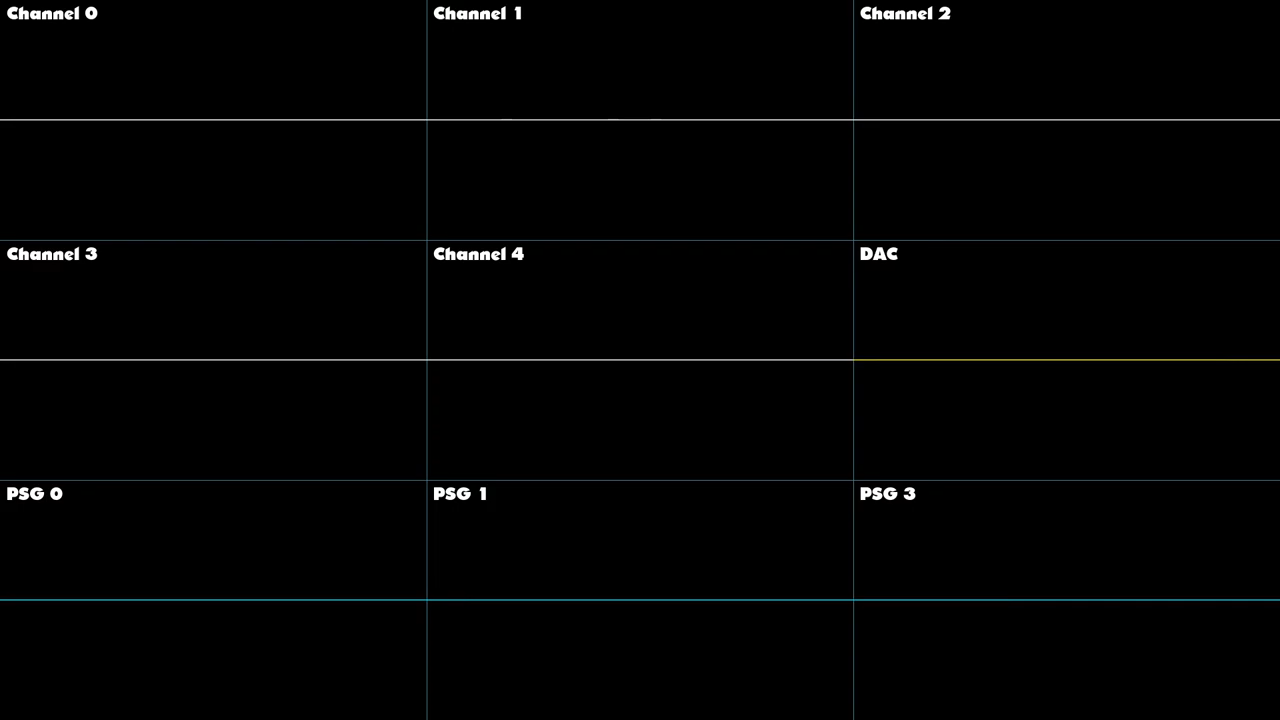 Channel 0
Channel 1
Channel 2
Channel 3
Channel 4
DAC
PSG 0
PSG 1
PSG 3